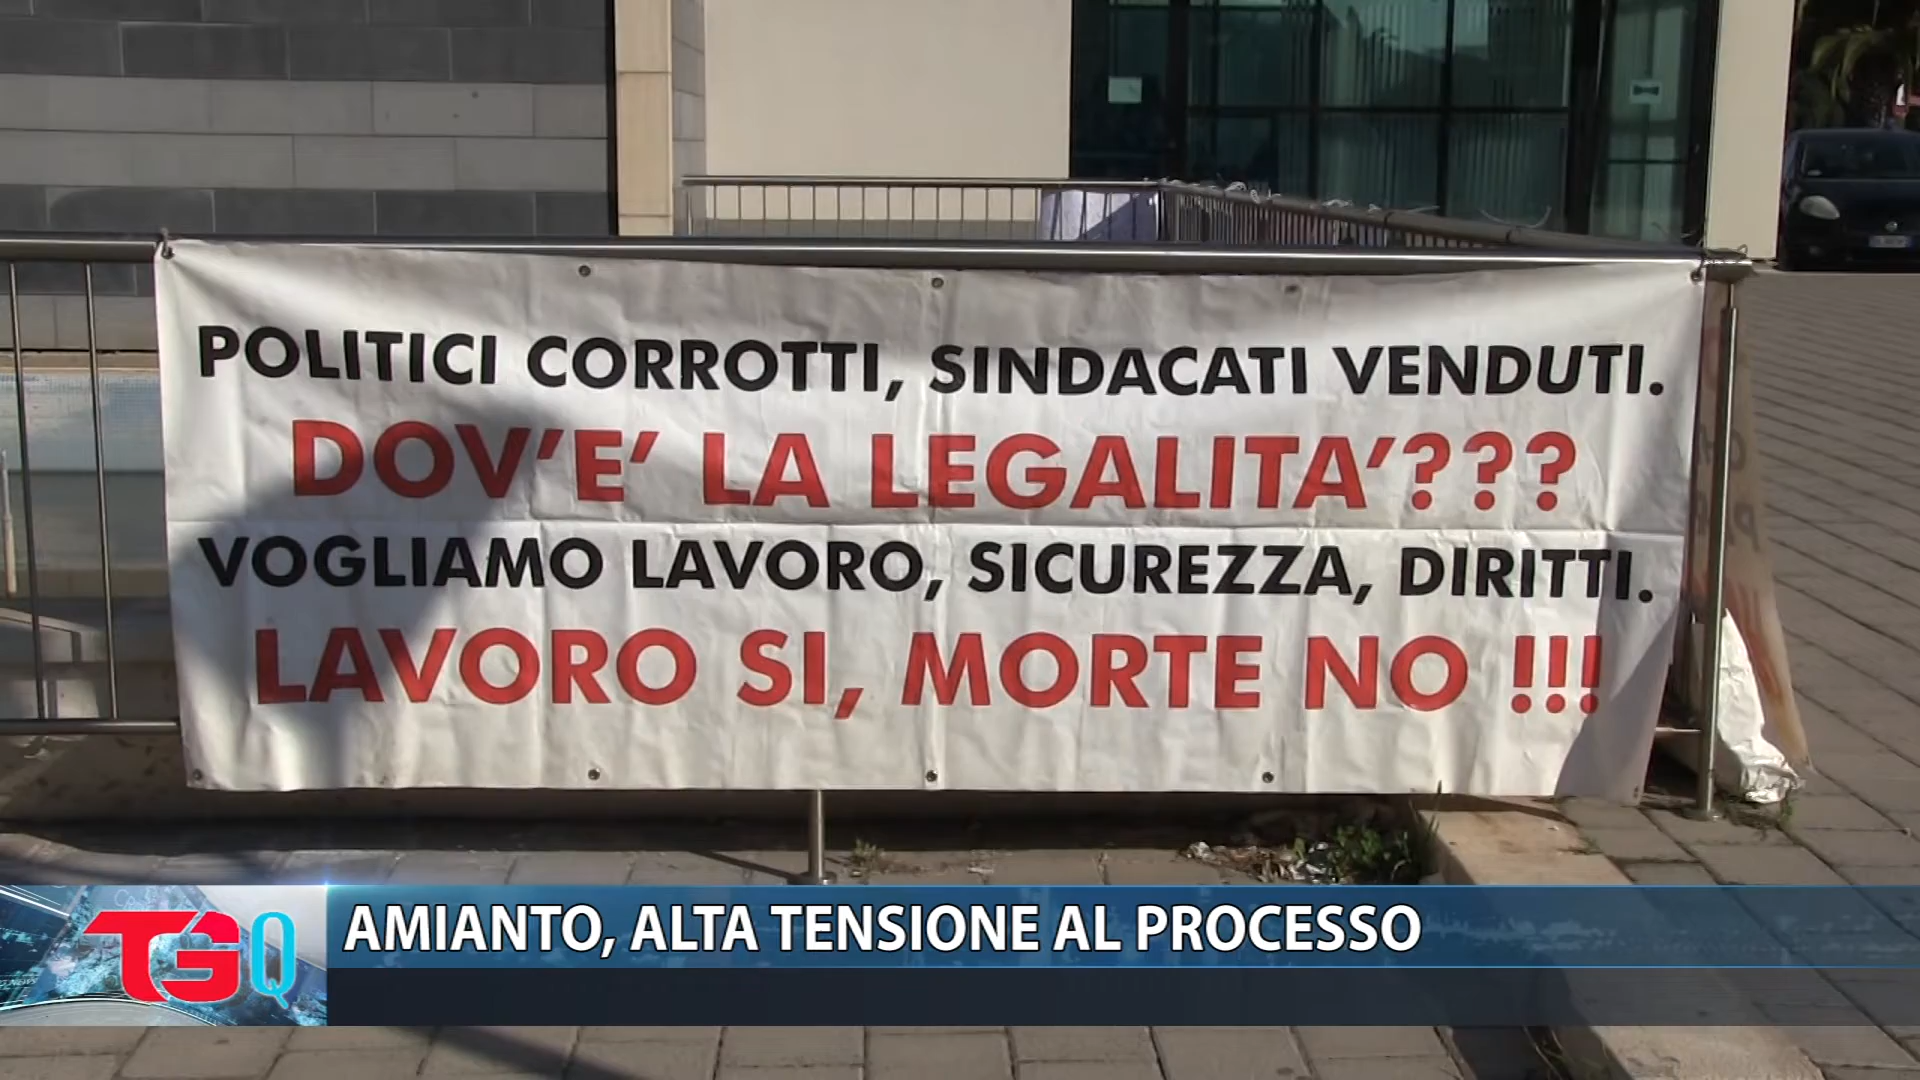 POLITICI CORROTTI, SINDACATI VENDUTI.
DOV'E' LA LEGALITA'???
VOGLIAMO LAVORO, SICUREZZA, DIRITTI.
LAVORO SI, MORTE NO !!!
TGQ
AMIANTO, ALTA TENSIONE AL PROCESSO